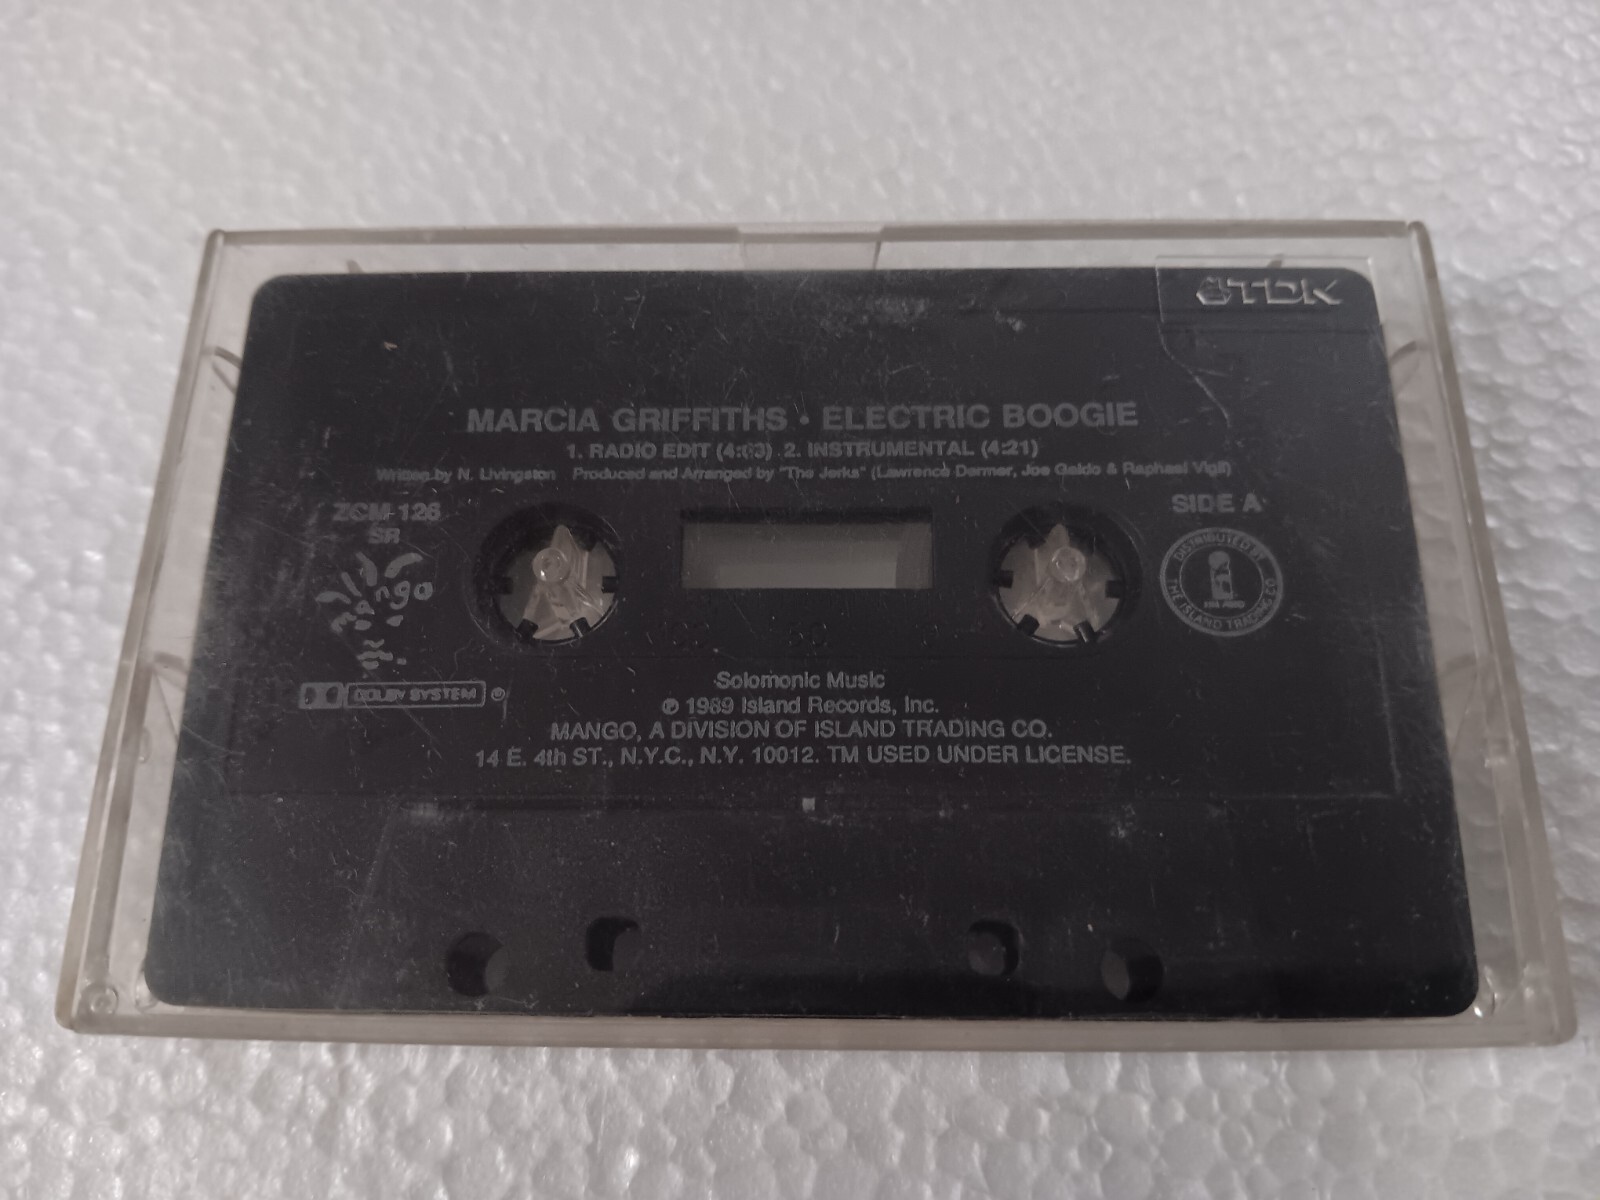 TDK
MARCIA GRIFFITHS • ELECTRIC BOOGIE
1. RADIO EDIT (4:03) 2. INSTRUMENTAL (4:21)
Written by N. Livingston Produced and Arranged by "The Jerks" (Lawrence Dermer, Joe Galdo & Raphael Vigil)
ZCM-126
SR
SIDE A
mango
DISTRIBUTED BY
THE ISLAND TRADING CO
DOLBY SYSTEM
Solomonic Music
℗ 1989 Island Records, Inc.
MANGO, A DIVISION OF ISLAND TRADING CO.
14 E. 4th ST., N.Y.C., N.Y. 10012. TM USED UNDER LICENSE.